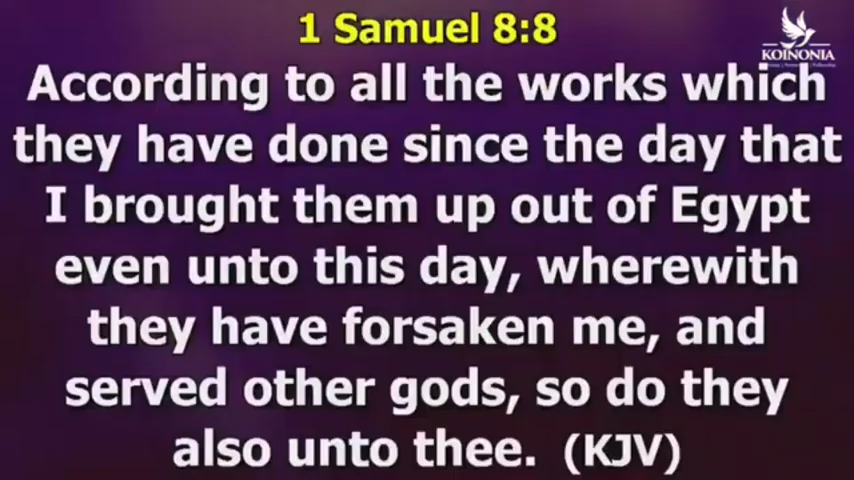 1 Samuel 8:8
KOINONIA
According to all the works which
they have done since the day that
I brought them up out of Egypt
even unto this day, wherewith
they have forsaken me, and
served other gods, so do they
also unto thee. (KJV)